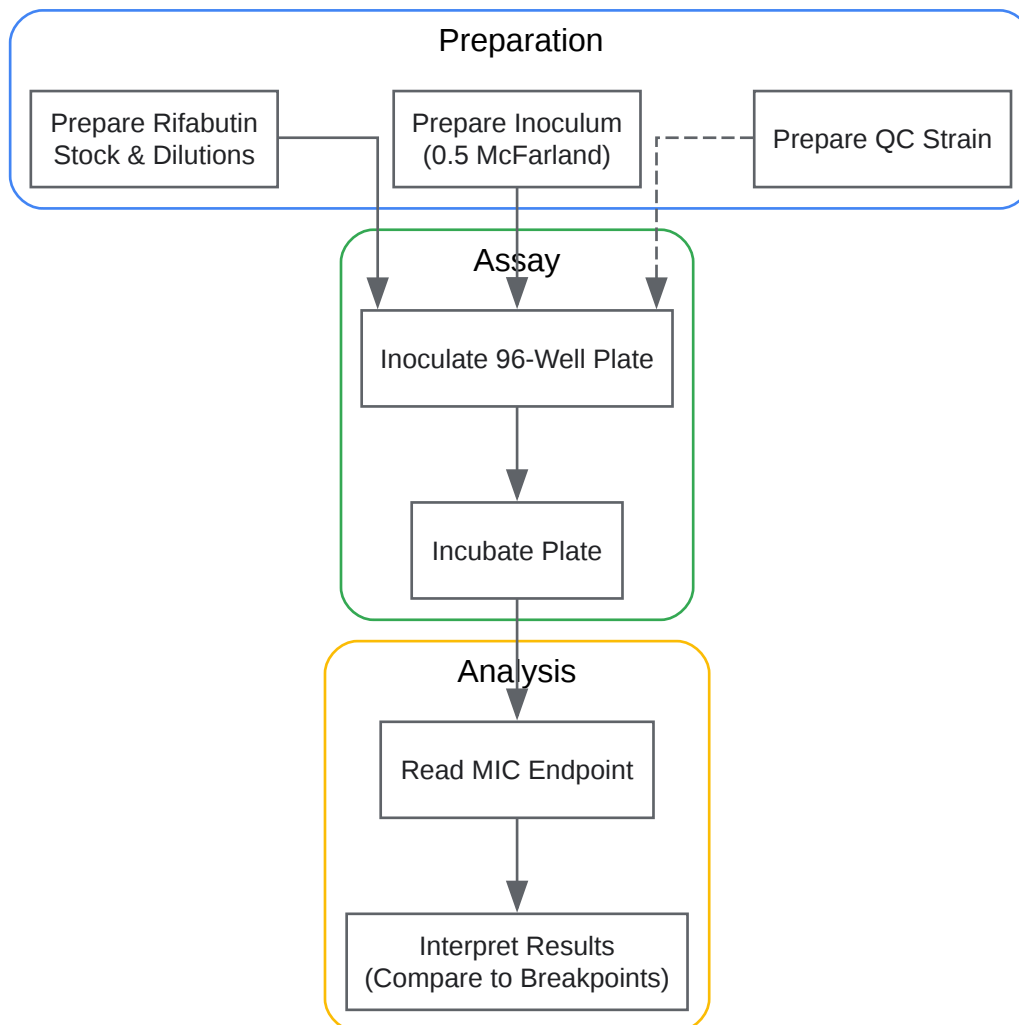 Preparation
Prepare Rifabutin
Stock & Dilutions
Prepare Inoculum
(0.5 McFarland)
Prepare QC Strain
Assay
Inoculate 96-Well Plate
Incubate Plate
Analysis
Read MIC Endpoint
Interpret Results
(Compare to Breakpoints)